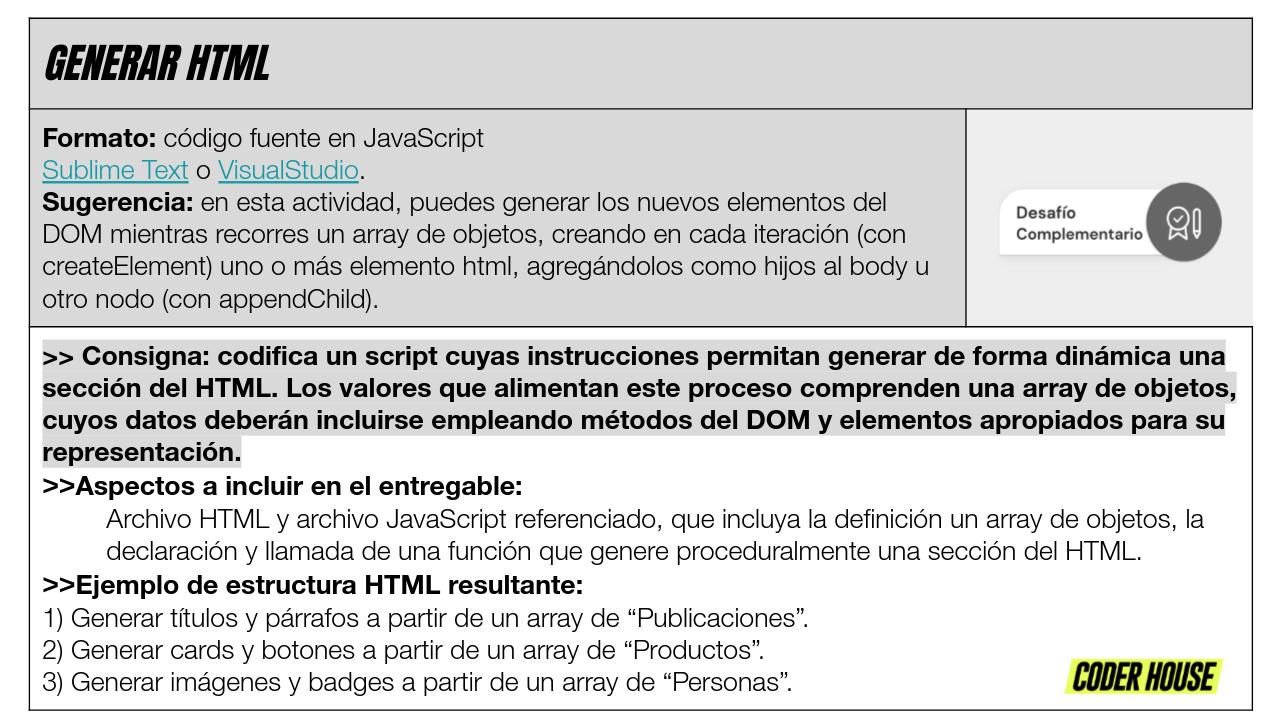 GENERAR HTML
Formato: código fuente en JavaScript
Sublime Text o VisualStudio.
Sugerencia: en esta actividad, puedes generar los nuevos elementos del
DOM mientras recorres un array de objetos, creando en cada iteración (con
createElement) uno o más elemento html, agregándolos como hijos al body u
otro nodo (con appendChild).
Desafío
Complementario
>> Consigna: codifica un script cuyas instrucciones permitan generar de forma dinámica una
sección del HTML. Los valores que alimentan este proceso comprenden una array de objetos,
cuyos datos deberán incluirse empleando métodos del DOM y elementos apropiados para su
representación.
>>Aspectos a incluir en el entregable:
Archivo HTML y archivo JavaScript referenciado, que incluya la definición un array de objetos, la
declaración y llamada de una función que genere proceduralmente una sección del HTML.
>>Ejemplo de estructura HTML resultante:
1) Generar títulos y párrafos a partir de un array de “Publicaciones”.
2) Generar cards y botones a partir de un array de “Productos”.
3) Generar imágenes y badges a partir de un array de “Personas”.
CODER HOUSE